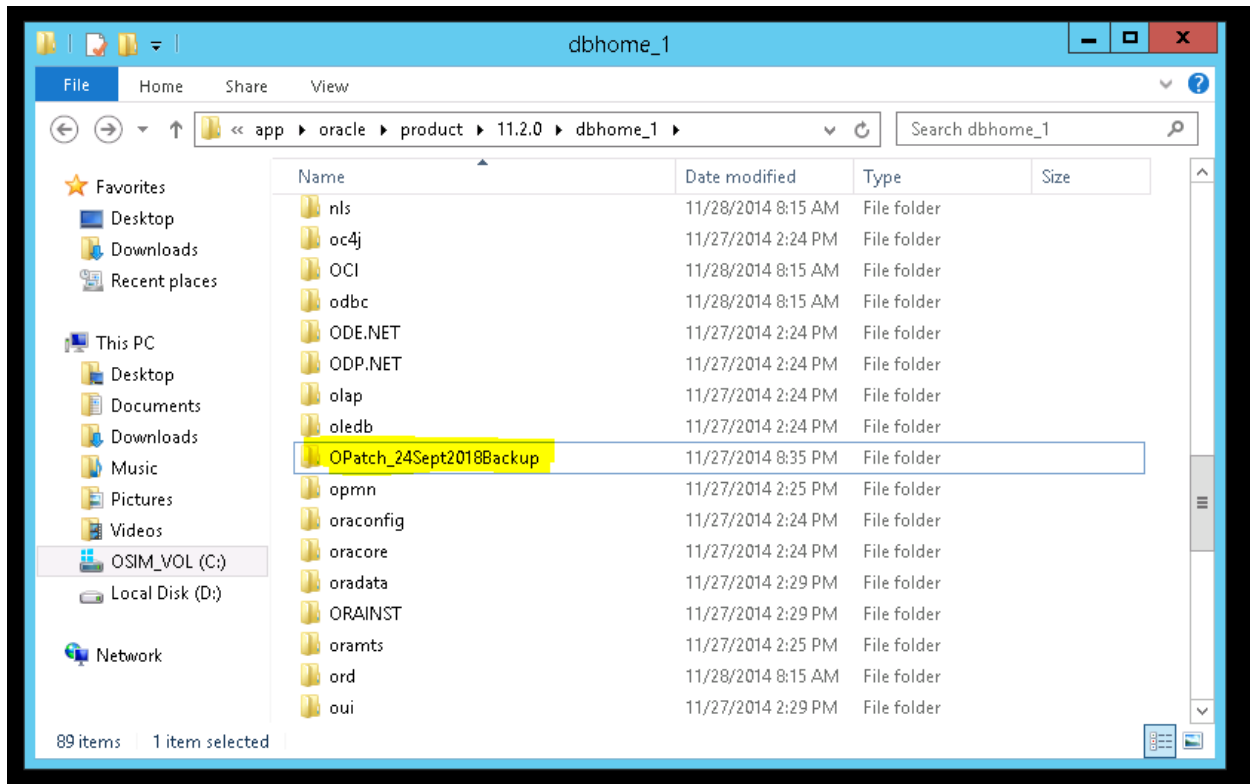 dbhome_1
File Home Share View
« app oracle product 11.2.0 dbhome_1 Search dbhome_1
Name Date modified Type Size
Favorites
Desktop
Downloads
Recent places
This PC
Desktop
Documents
Downloads
Music
Pictures
Videos
OSIM_VOL (C:)
Local Disk (D:)
Network
nls 11/28/2014 8:15 AM File folder
oc4j 11/27/2014 2:24 PM File folder
OCI 11/28/2014 8:15 AM File folder
odbc 11/28/2014 8:15 AM File folder
ODE.NET 11/27/2014 2:24 PM File folder
ODP.NET 11/27/2014 2:24 PM File folder
olap 11/27/2014 2:24 PM File folder
oledb 11/27/2014 2:24 PM File folder
OPatch_24Sept2018Backup 11/27/2014 8:35 PM File folder
opmn 11/27/2014 2:25 PM File folder
oraconfig 11/27/2014 2:24 PM File folder
oracore 11/27/2014 2:24 PM File folder
oradata 11/27/2014 2:29 PM File folder
ORAINST 11/27/2014 2:29 PM File folder
oramts 11/27/2014 2:25 PM File folder
ord 11/28/2014 8:15 AM File folder
oui 11/27/2014 2:29 PM File folder
89 items 1 item selected